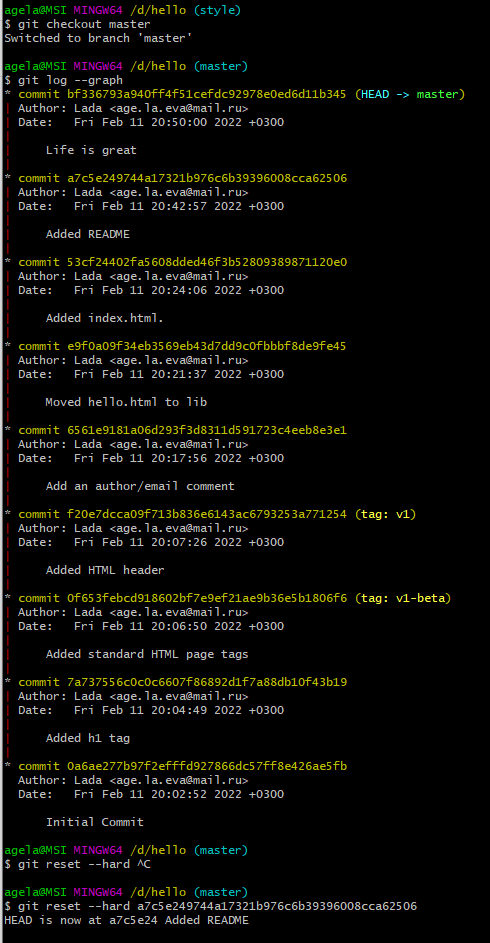 agela@MSI MINGW64 /d/hello (style)
$ git checkout master
Switched to branch 'master'
agela@MSI MINGW64 /d/hello (master)
$ git log --graph
* commit bf336793a940ff4f51cefdc92978e0ed6d11b345 (HEAD -> master)
| Author: Lada <age.la.eva@mail.ru>
| Date:   Fri Feb 11 20:50:00 2022 +0300
|
|     Life is great
|
* commit a7c5e249744a17321b976c6b39396008cca62506
| Author: Lada <age.la.eva@mail.ru>
| Date:   Fri Feb 11 20:42:57 2022 +0300
|
|     Added README
|
* commit 53cf24402fa5608dded46f3b52809389871120e0
| Author: Lada <age.la.eva@mail.ru>
| Date:   Fri Feb 11 20:24:06 2022 +0300
|
|     Added index.html.
|
* commit e9f0a09f34eb3569eb43d7dd9c0fbbbf8de9fe45
| Author: Lada <age.la.eva@mail.ru>
| Date:   Fri Feb 11 20:21:37 2022 +0300
|
|     Moved hello.html to lib
|
* commit 6561e9181a06d293f3d8311d591723c4eeb8e3e1
| Author: Lada <age.la.eva@mail.ru>
| Date:   Fri Feb 11 20:17:56 2022 +0300
|
|     Add an author/email comment
|
* commit f20e7dcca09f713b836e6143ac6793253a771254 (tag: v1)
| Author: Lada <age.la.eva@mail.ru>
| Date:   Fri Feb 11 20:07:26 2022 +0300
|
|     Added HTML header
|
* commit 0f653febcd918602bf7e9ef21ae9b36e5b1806f6 (tag: v1-beta)
| Author: Lada <age.la.eva@mail.ru>
| Date:   Fri Feb 11 20:06:50 2022 +0300
|
|     Added standard HTML page tags
|
* commit 7a737556c0c0c6607f86892d1f7a88db10f43b19
| Author: Lada <age.la.eva@mail.ru>
| Date:   Fri Feb 11 20:04:49 2022 +0300
|
|     Added h1 tag
|
* commit 0a6ae277b97f2efffd927866dc57ff8e426ae5fb
  Author: Lada <age.la.eva@mail.ru>
  Date:   Fri Feb 11 20:02:52 2022 +0300
      Initial Commit
agela@MSI MINGW64 /d/hello (master)
$ git reset --hard ^C
agela@MSI MINGW64 /d/hello (master)
$ git reset --hard a7c5e249744a17321b976c6b39396008cca62506
HEAD is now at a7c5e24 Added README